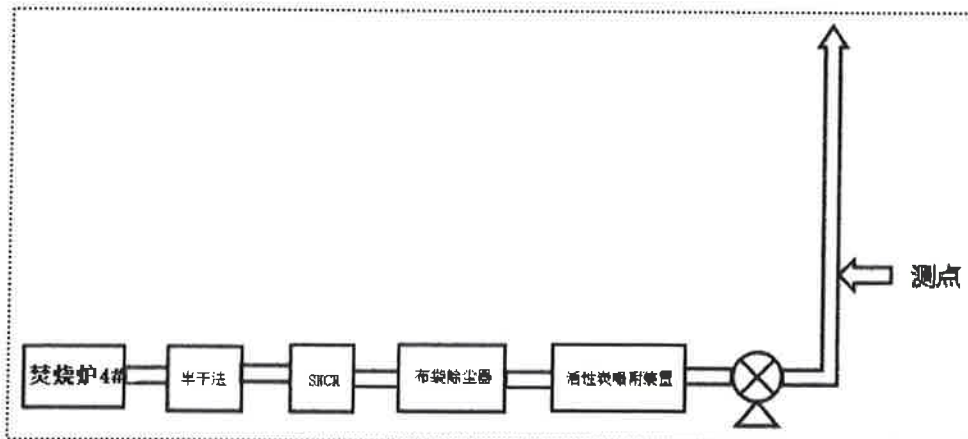 测点
焚烧炉4#
半干法
SNCR
布袋除尘器
活性炭吸附装置